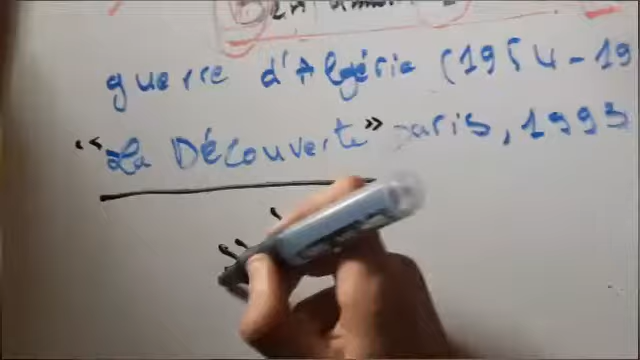 guerre d'Algérie (1954-19
"La Découverte" Paris, 1993